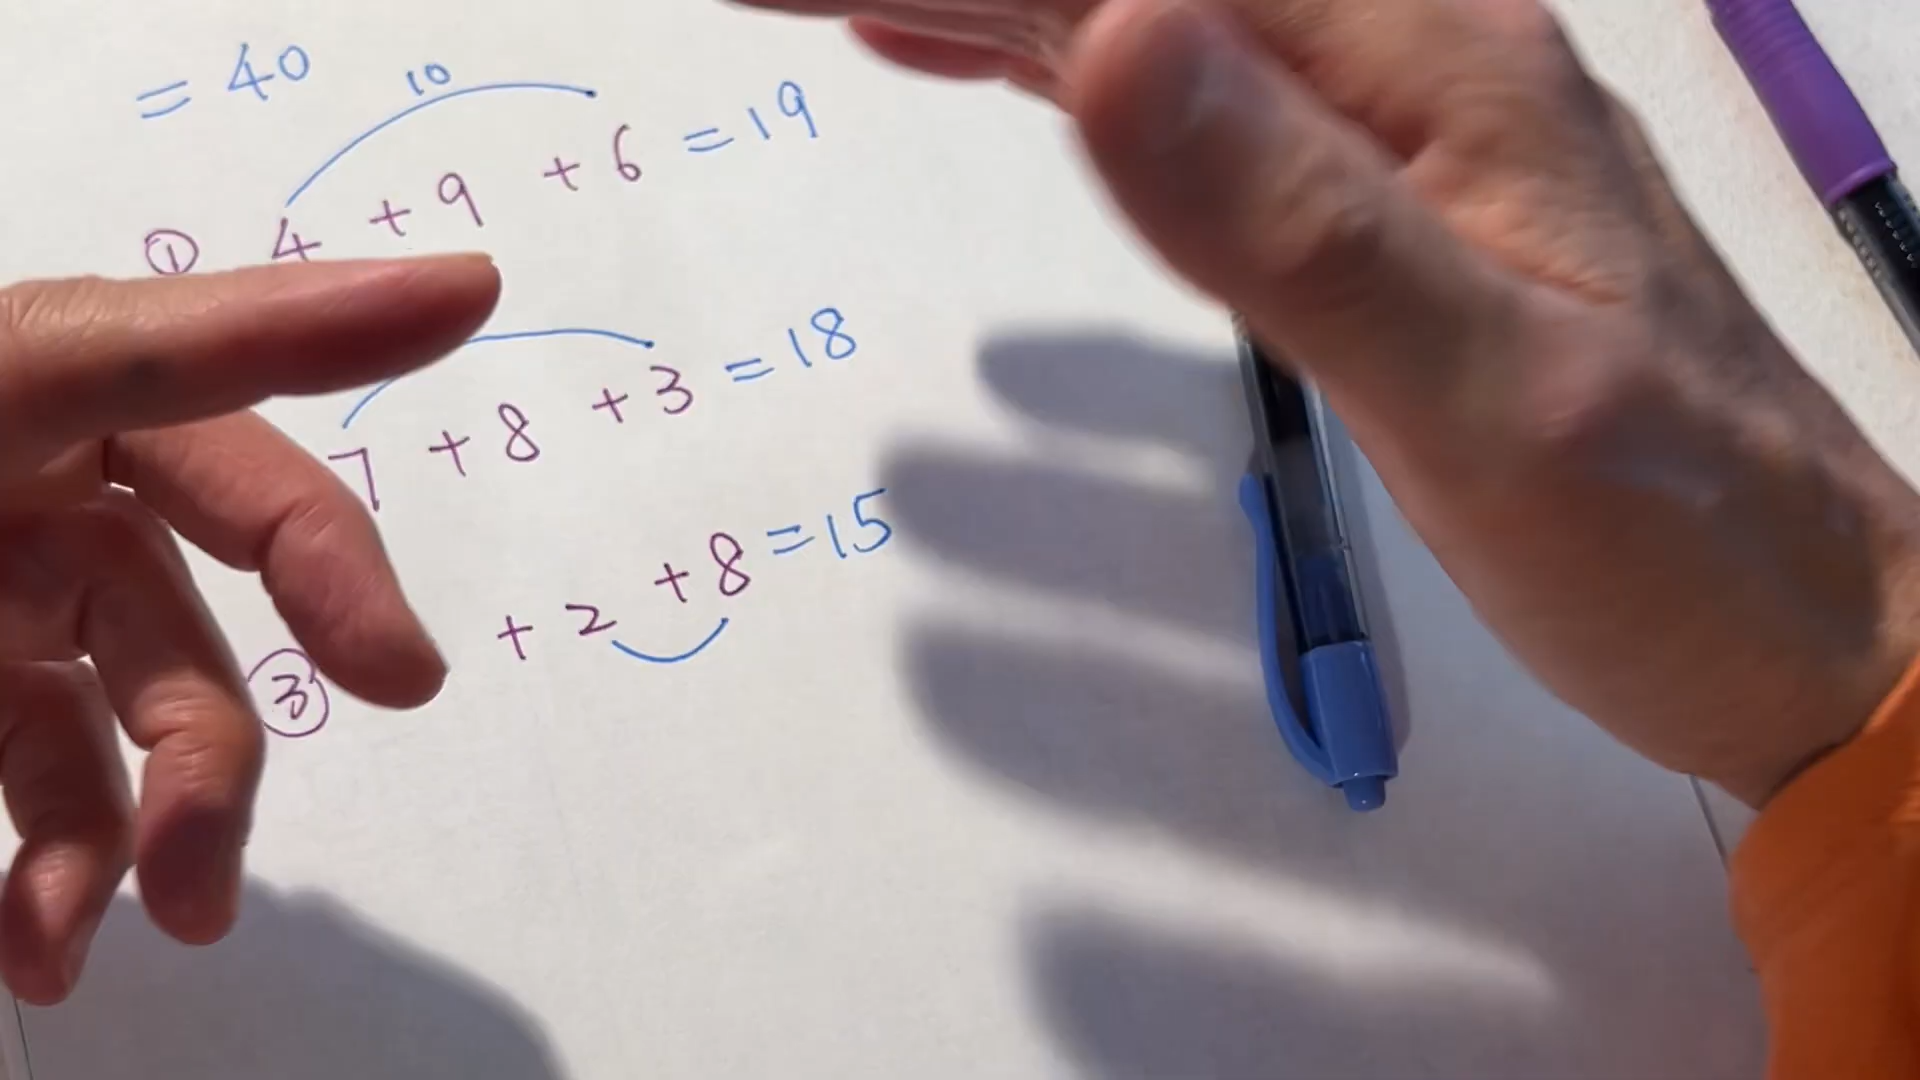 = 40
10
① 4 + 9 + 6 = 19
7 + 8 + 3 = 18
③ + 2 + 8 = 15